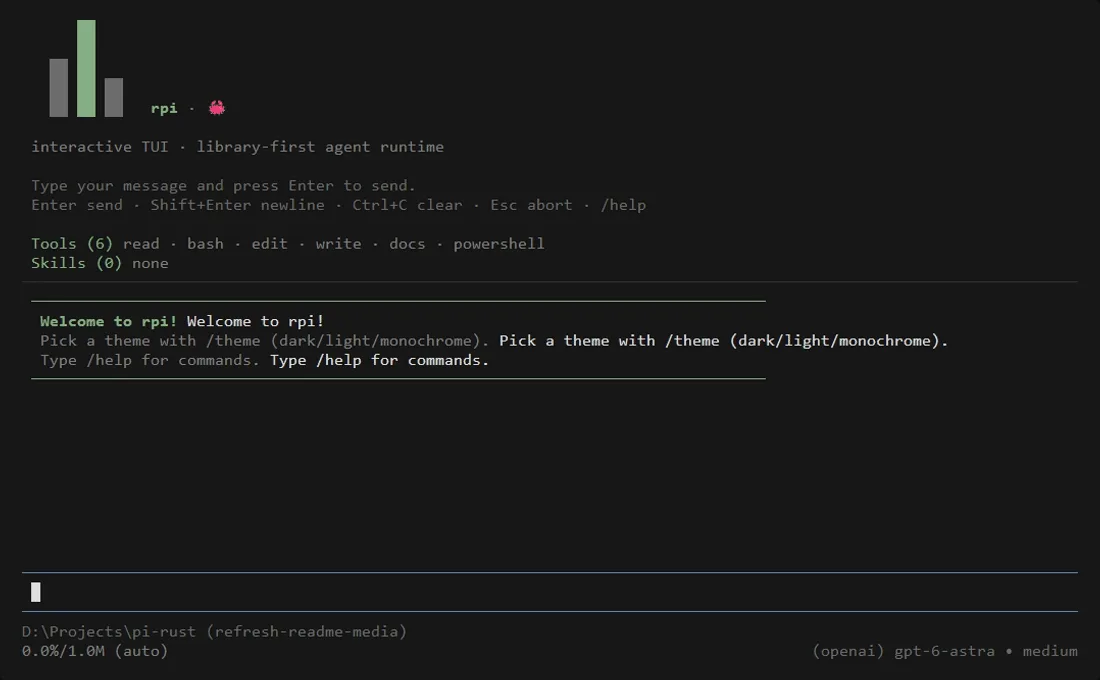 rpi · 🦀
interactive TUI · library-first agent runtime
Type your message and press Enter to send.
Enter send · Shift+Enter newline · Ctrl+C clear · Esc abort · /help
Tools (6) read · bash · edit · write · docs · powershell
Skills (0) none
Welcome to rpi! Welcome to rpi!
Pick a theme with /theme (dark/light/monochrome). Pick a theme with /theme (dark/light/monochrome).
Type /help for commands. Type /help for commands.
D:\Projects\pi-rust (refresh-readme-media)
0.0%/1.0M (auto) (openai) gpt-6-astra • medium